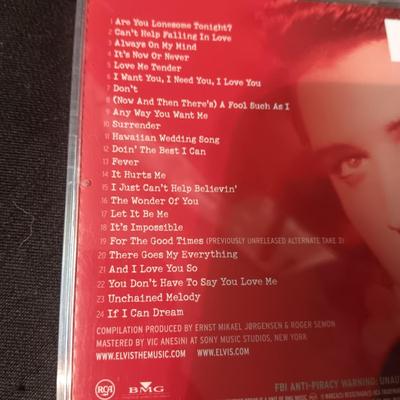 1 Are You Lonesome Tonight?
2 Can't Help Falling In Love
3 Always On My Mind
4 It's Now Or Never
5 Love Me Tender
6 I Want You, I Need You, I Love You
7 Don't
8 (Now And Then There's) A Fool Such As I
9 Any Way You Want Me
10 Surrender
11 Hawaiian Wedding Song
12 Doin' The Best I Can
13 Fever
14 It Hurts Me
15 I Just Can't Help Believin'
16 The Wonder Of You
17 Let It Be Me
18 It's Impossible
19 For The Good Times (PREVIOUSLY UNRELEASED ALTERNATE TAKE 3)
20 There Goes My Everything
21 And I Love You So
22 You Don't Have To Say You Love Me
23 Unchained Melody
24 If I Can Dream
COMPILATION PRODUCED BY ERNST MIKAEL JØRGENSEN & ROGER SEMON
MASTERED BY VIC ANESINI AT SONY MUSIC STUDIOS, NEW YORK
WWW.ELVISTHEMUSIC.COM WWW.ELVIS.COM
RCA BMG
FBI ANTI-PIRACY WARNING: UNAU